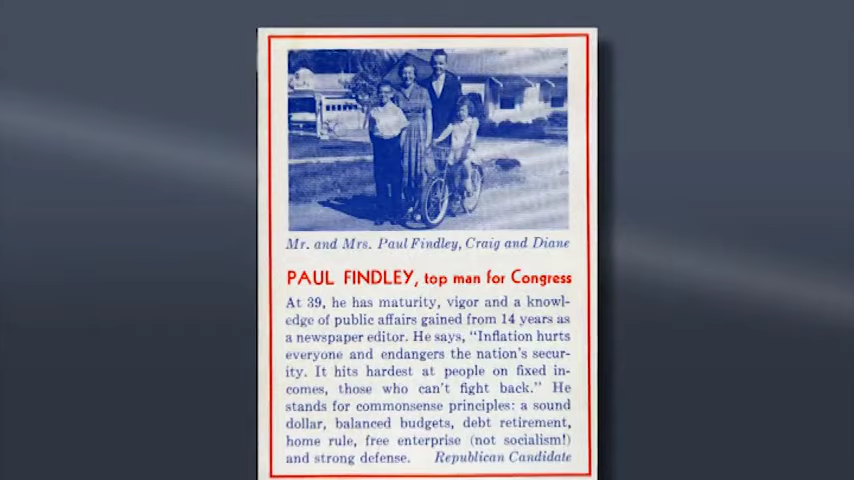 Mr. and Mrs. Paul Findley, Craig and Diane
PAUL FINDLEY, top man for Congress
At 39, he has maturity, vigor and a knowl-
edge of public affairs gained from 14 years as
a newspaper editor. He says, "Inflation hurts
everyone and endangers the nation's secur-
ity. It hits hardest at people on fixed in-
comes, those who can't fight back." He
stands for commonsense principles: a sound
dollar, balanced budgets, debt retirement,
home rule, free enterprise (not socialism!)
and strong defense. Republican Candidate